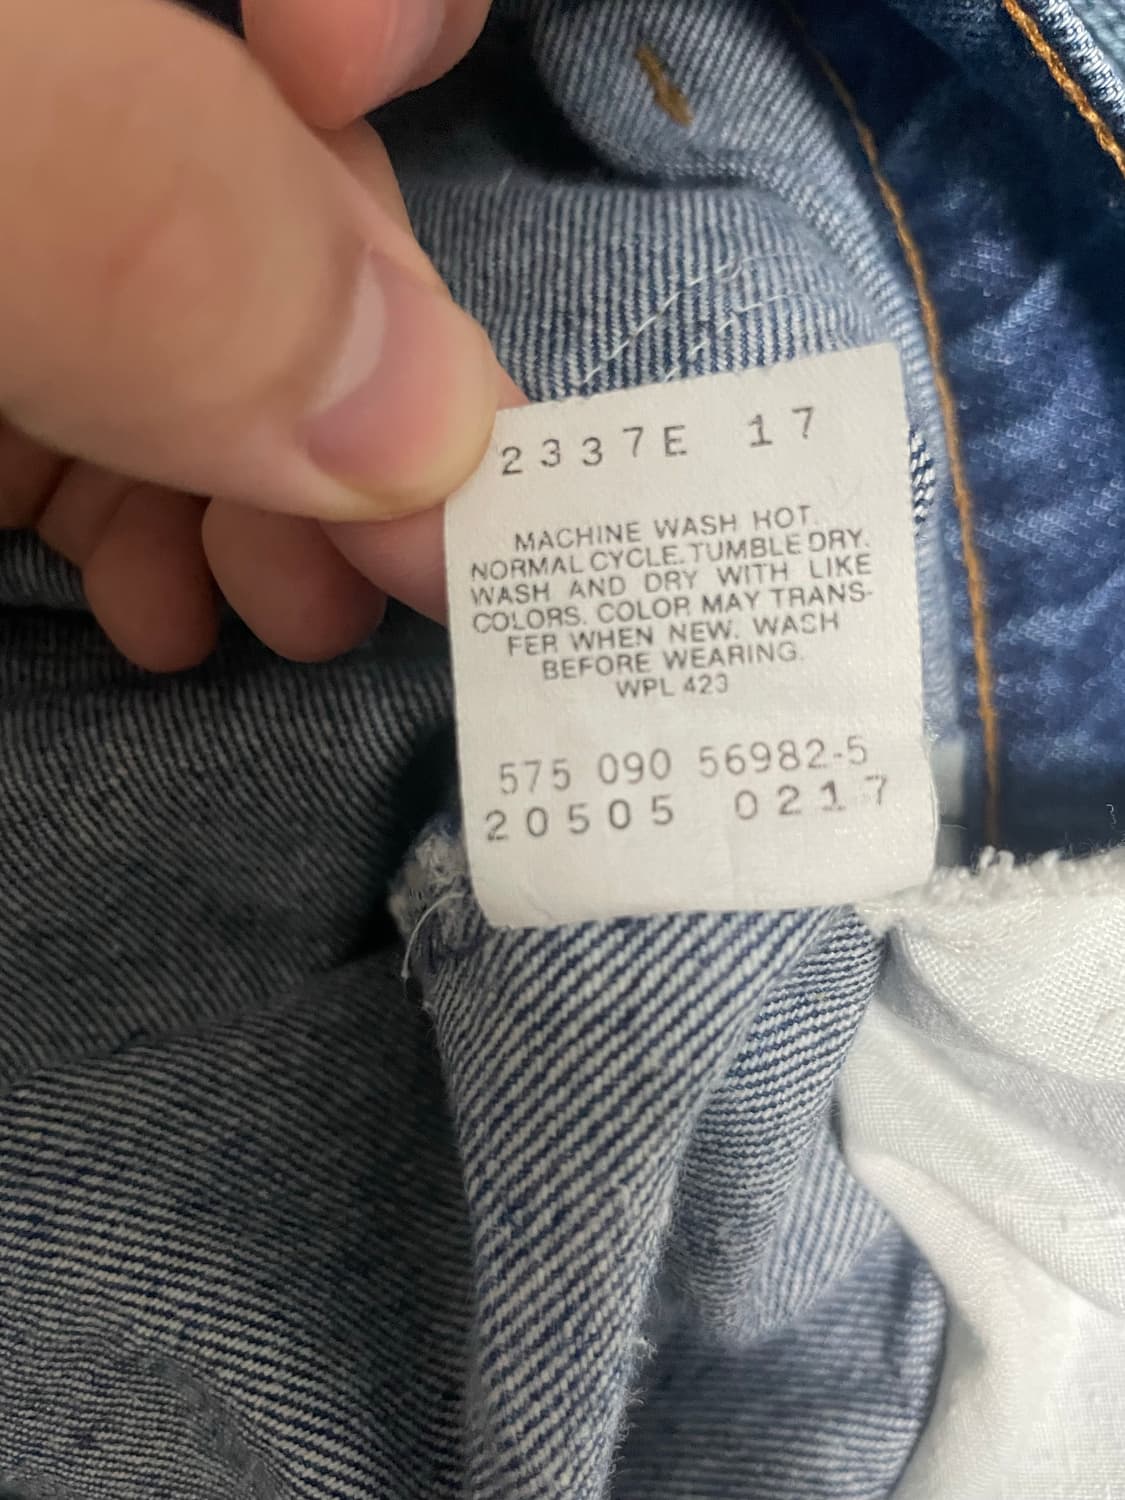 2337E 17
MACHINE WASH HOT.
NORMAL CYCLE. TUMBLE DRY.
WASH AND DRY WITH LIKE
COLORS. COLOR MAY TRANS-
FER WHEN NEW. WASH
BEFORE WEARING.
WPL 423
575 090 56982-5
20505 0217